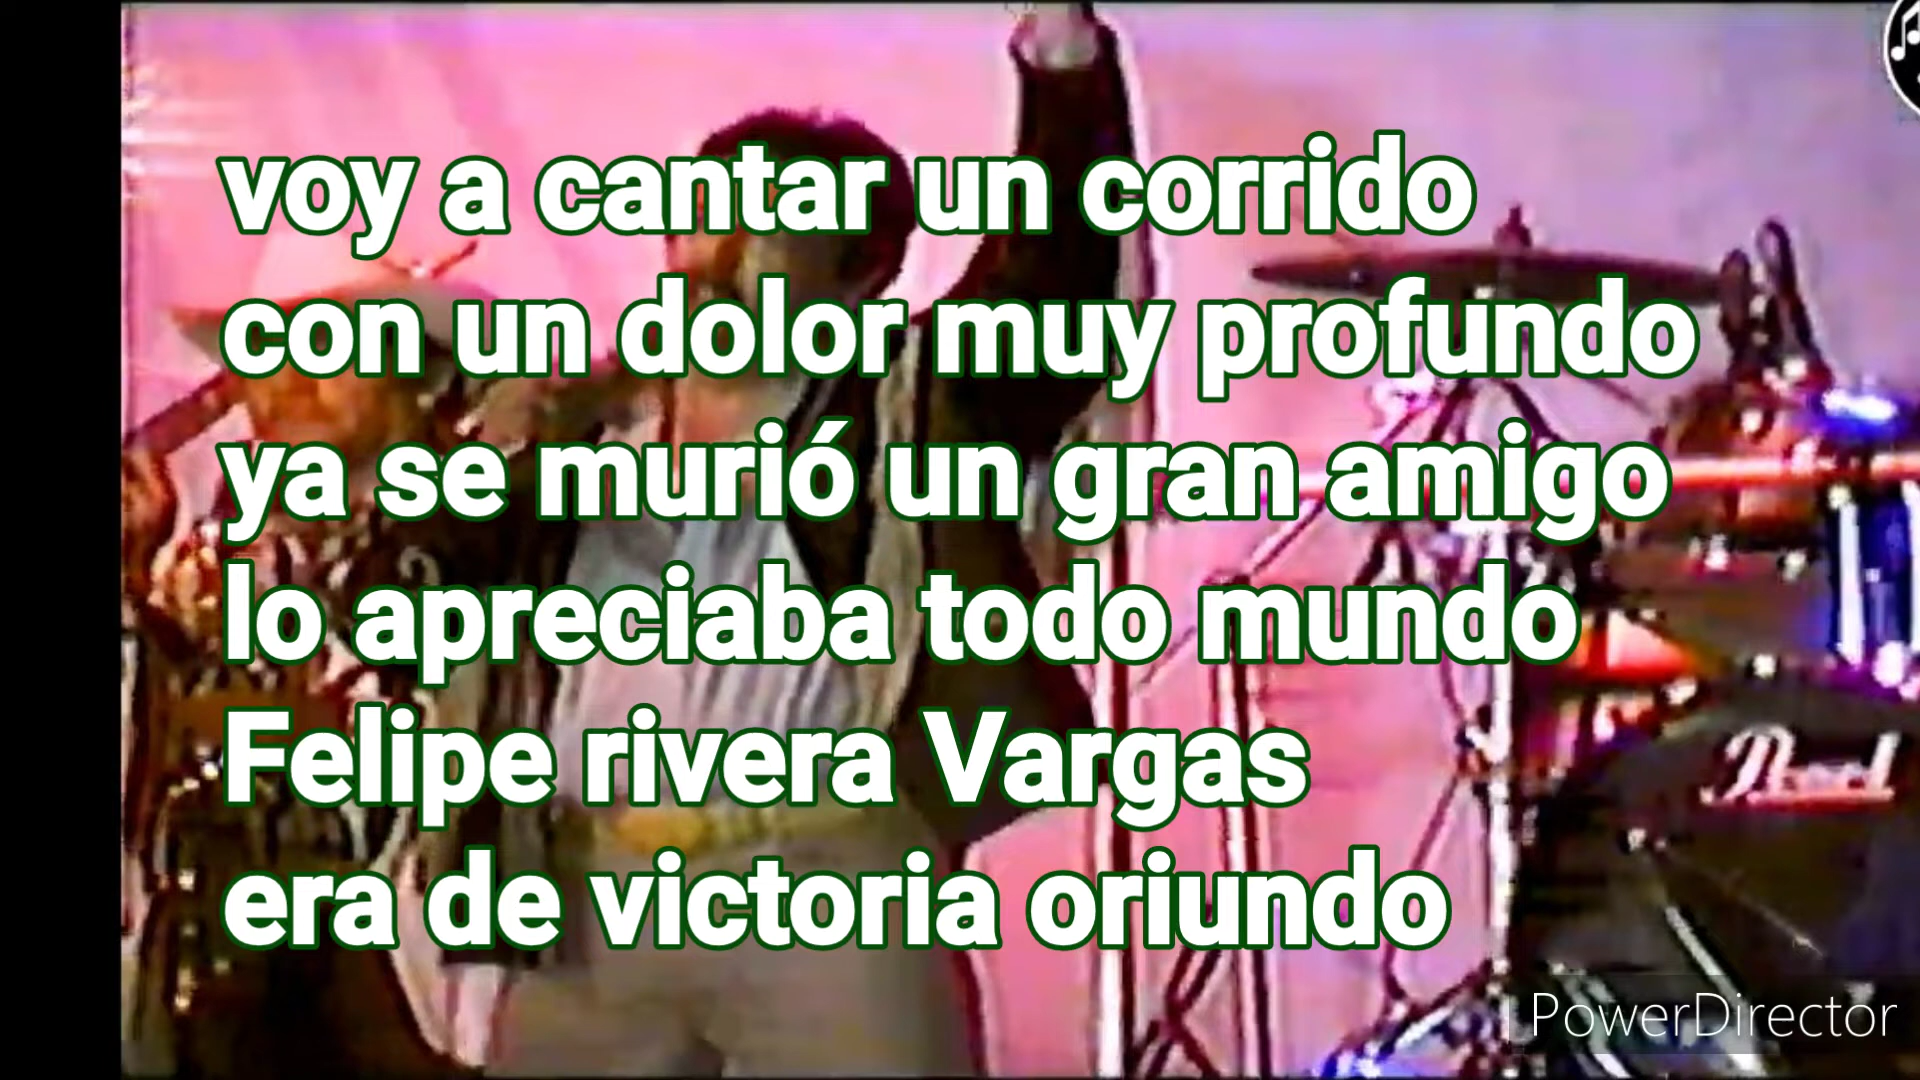 voy a cantar un corrido
con un dolor muy profundo
ya se murió un gran amigo
lo apreciaba todo mundo
Felipe rivera Vargas
era de victoria oriundo
Pearl
PowerDirector